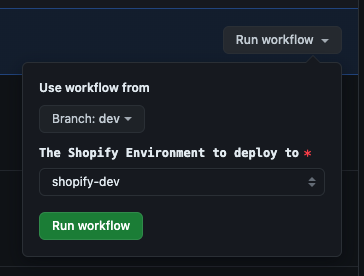 Run workflow
Use workflow from
Branch: dev
The Shopify Environment to deploy to *
shopify-dev
Run workflow